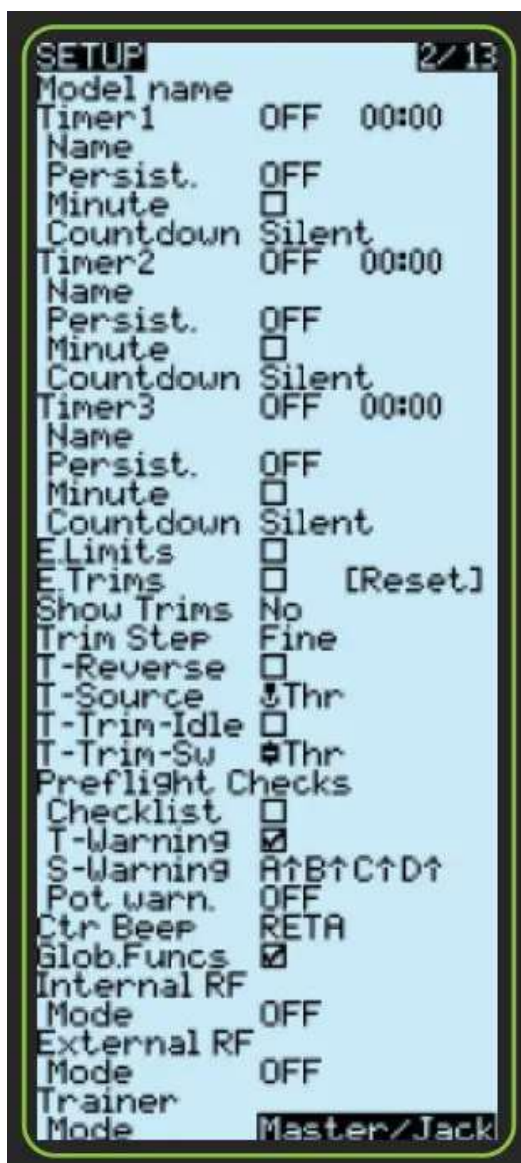 SETUP 2/13
Model name
Timer1 OFF 00:00
Name
Persist. OFF
Minute
Countdown Silent
Timer2 OFF 00:00
Name
Persist. OFF
Minute
Countdown Silent
Timer3 OFF 00:00
Name
Persist. OFF
Minute
Countdown Silent
E.Limits
E.Trims [Reset]
Show Trims No
Trim Step Fine
T-Reverse
T-Source Thr
T-Trim-Idle
T-Trim-Sw Thr
Preflight Checks
Checklist
T-Warning
S-Warning A↑B↑C↑D↑
Pot warn. OFF
Ctr Beep RETA
Glob.Funcs
Internal RF
Mode OFF
External RF
Mode OFF
Trainer
Mode Master/Jack